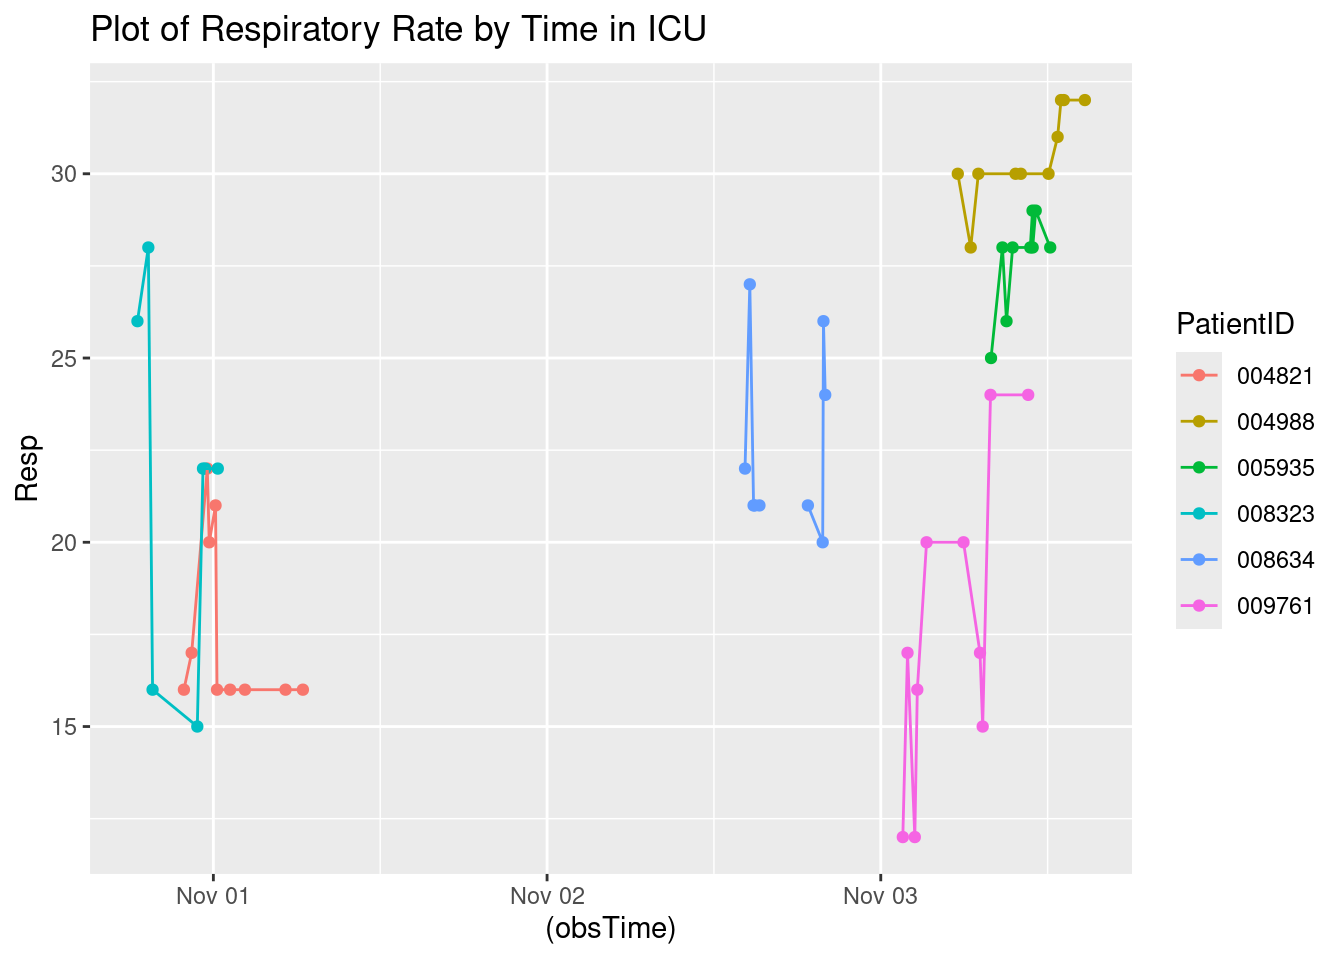 Plot of Respiratory Rate by Time in ICU
30
25
20
15
Resp
Nov 01
Nov 02
Nov 03
(obsTime)
PatientID
004821
004988
005935
008323
008634
009761